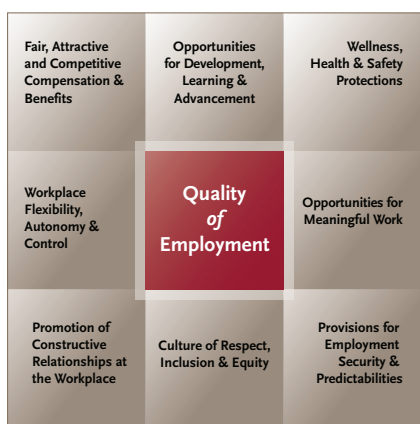 Fair, Attractive
and Competitive
Compensation &
Benefits
Opportunities
for Development,
Learning &
Advancement
Wellness,
Health & Safety
Protections
Workplace
Flexibility,
Autonomy &
Control
Quality
of
Employment
Opportunities for
Meaningful Work
Promotion of
Constructive
Relationships at
the Workplace
Culture of Respect,
Inclusion & Equity
Provisions for
Employment
Security &
Predictabilities